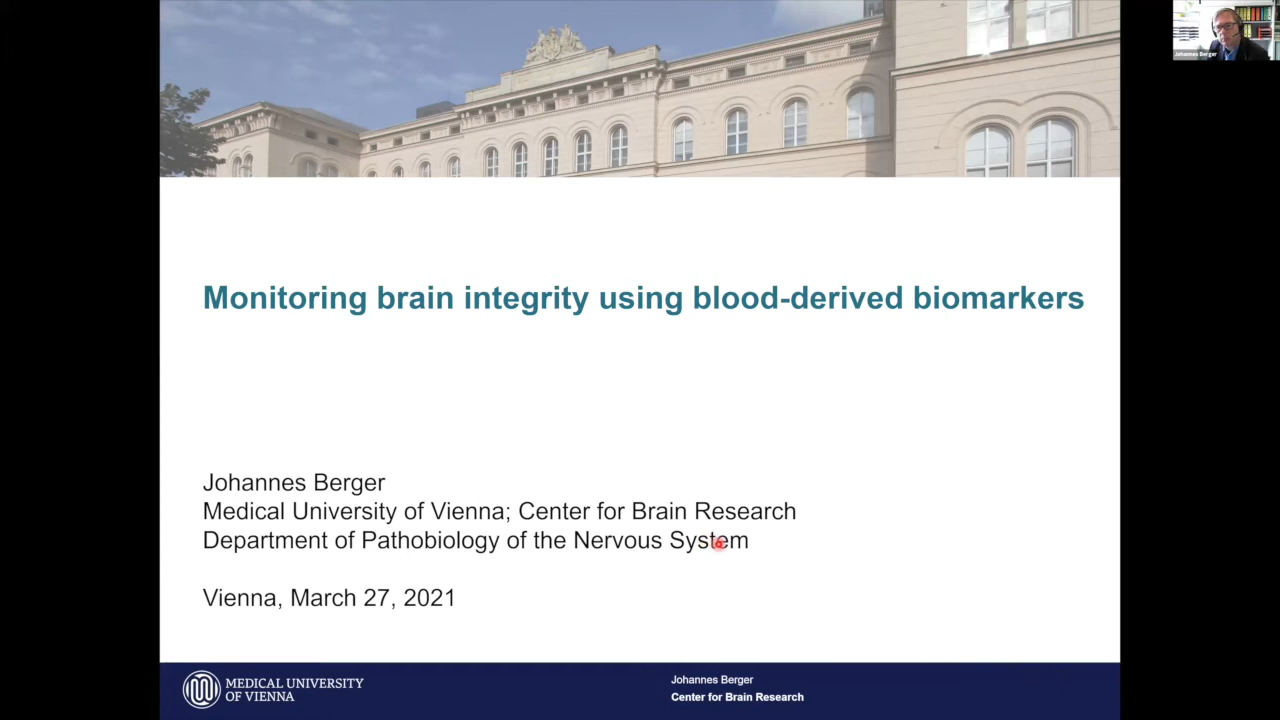 Johannes Berger
Monitoring brain integrity using blood-derived biomarkers
Johannes Berger
Medical University of Vienna; Center for Brain Research
Department of Pathobiology of the Nervous System
Vienna, March 27, 2021
MEDICAL UNIVERSITY
OF VIENNA
Johannes Berger
Center for Brain Research